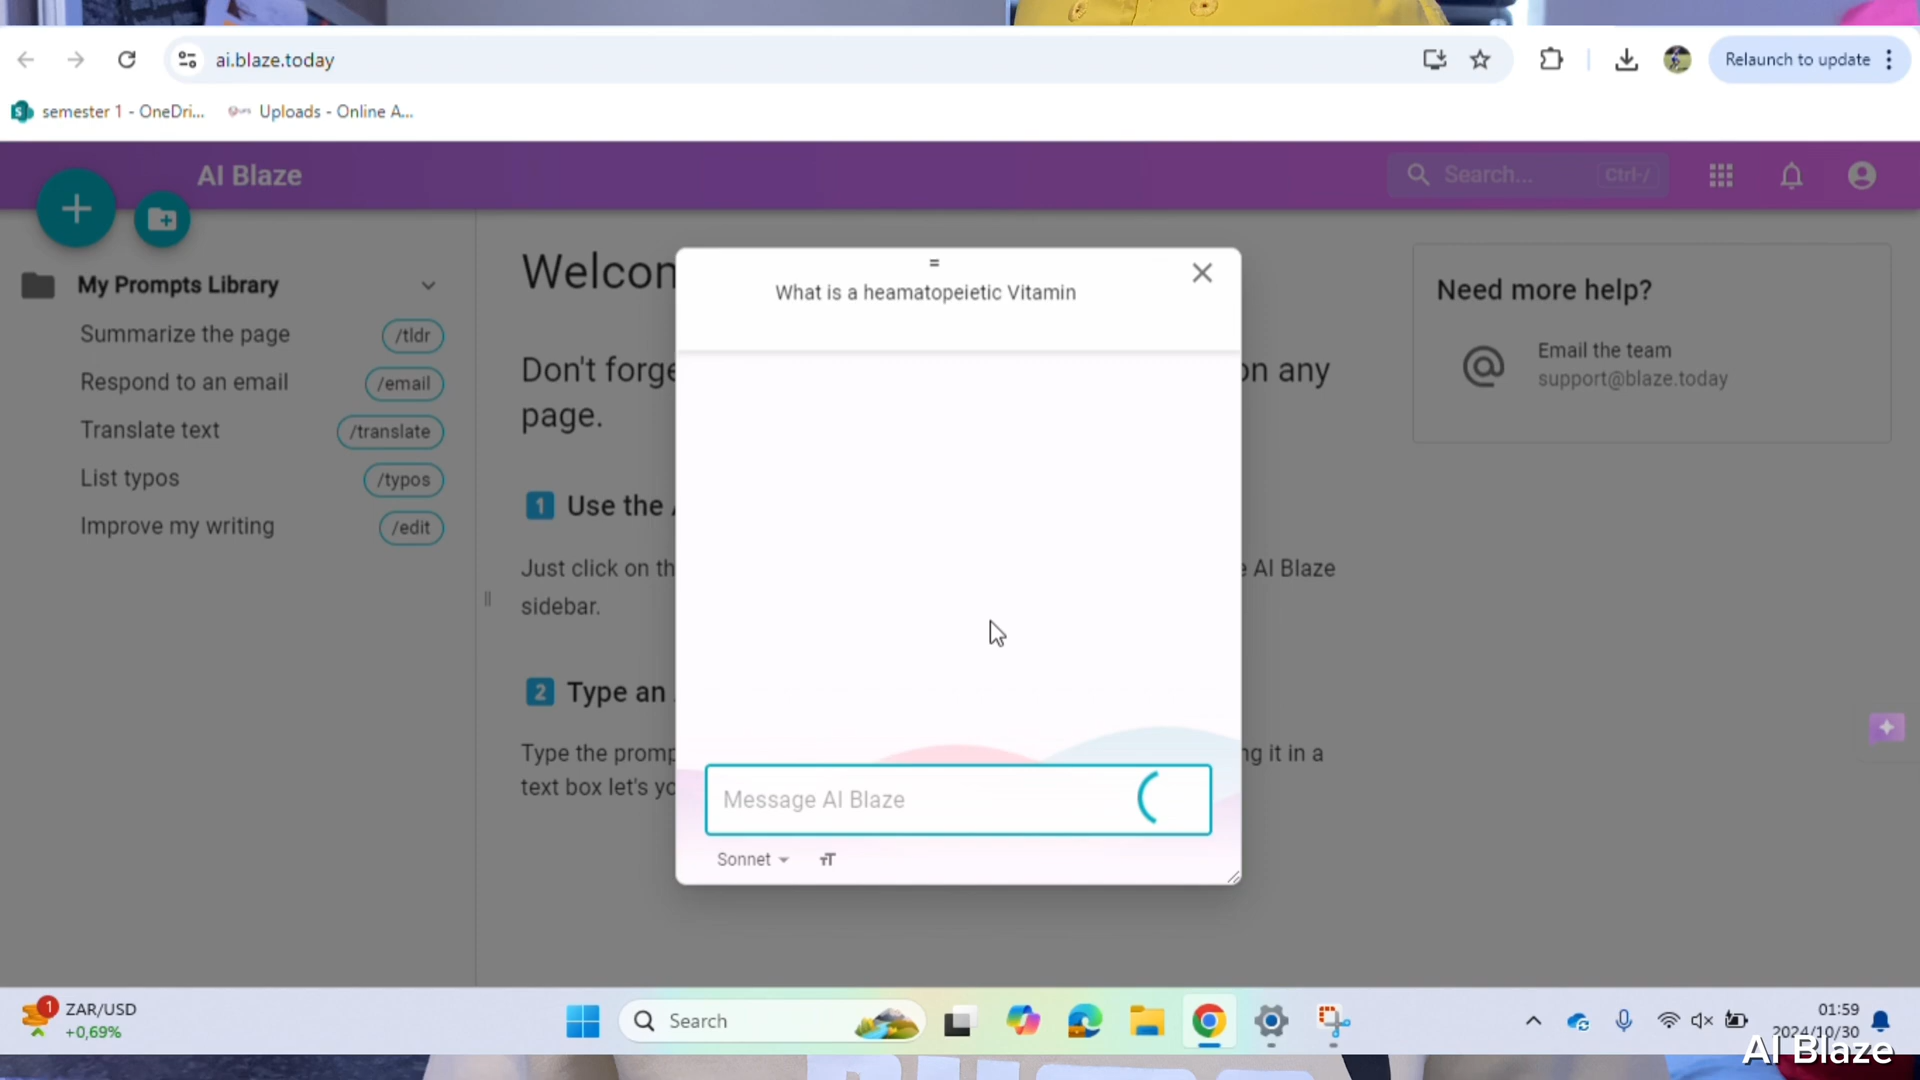 ai.blaze.today
Relaunch to update
semester 1 - OneDri...
Uploads - Online A...
AI Blaze
Search...
Ctrl-/
My Prompts Library
Summarize the page
/tldr
Respond to an email
/email
Translate text
/translate
List typos
/typos
Improve my writing
/edit
Welcon
Don't forge
on any
page.
1 Use the
Just click on th
e AI Blaze
sidebar.
2 Type an
Type the promp
ng it in a
text box let's yo
What is a heamatopeietic Vitamin
Message AI Blaze
Sonnet
Need more help?
Email the team
support@blaze.today
1
ZAR/USD
+0,69%
Search
01:59
2024/10/30
AI Blaze